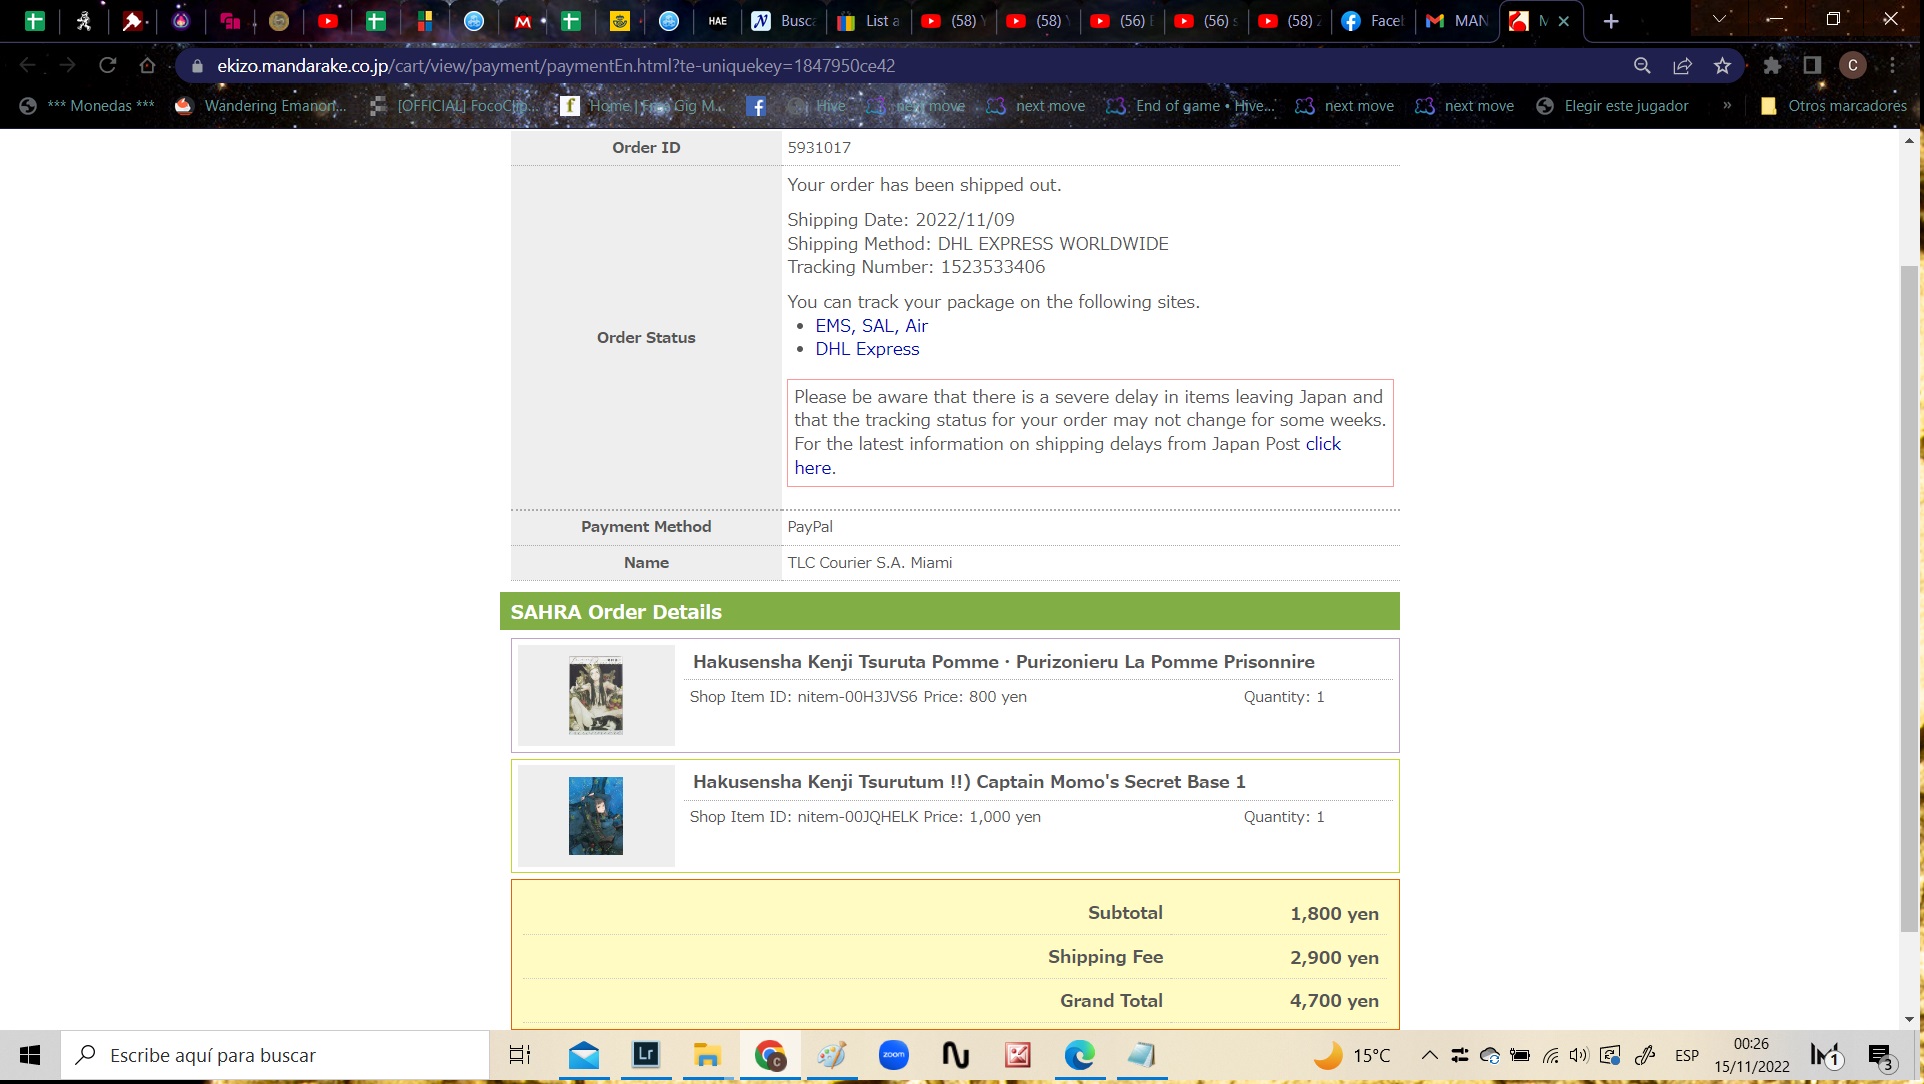 HAE
Busca
List a
(58)
(58)
(56)
(56)
(58)
Faceb
MAN
ekizo.mandarake.co.jp/cart/view/payment/paymentEn.html?te-uniquekey=1847950ce42
C
*** Monedas ***
Wandering Emanon...
[OFFICIAL] FocoClip...
Home | Free Gig M...
Hive
next move
next move
End of game • Hive...
next move
next move
Elegir este jugador
»
Otros marcadores
Order ID
5931017
Order Status
Your order has been shipped out.
Shipping Date: 2022/11/09
Shipping Method: DHL EXPRESS WORLDWIDE
Tracking Number: 1523533406
You can track your package on the following sites.
• EMS, SAL, Air
• DHL Express
Please be aware that there is a severe delay in items leaving Japan and
that the tracking status for your order may not change for some weeks.
For the latest information on shipping delays from Japan Post click
here.
Payment Method
PayPal
Name
TLC Courier S.A. Miami
SAHRA Order Details
Hakusensha Kenji Tsuruta Pomme · Purizonieru La Pomme Prisonnire
Shop Item ID: nitem-00H3JVS6 Price: 800 yen
Quantity: 1
Hakusensha Kenji Tsurutum !!) Captain Momo's Secret Base 1
Shop Item ID: nitem-00JQHELK Price: 1,000 yen
Quantity: 1
Subtotal
1,800 yen
Shipping Fee
2,900 yen
Grand Total
4,700 yen
Escribe aquí para buscar
Lr
zoom
15°C
ESP
00:26
15/11/2022
1
3